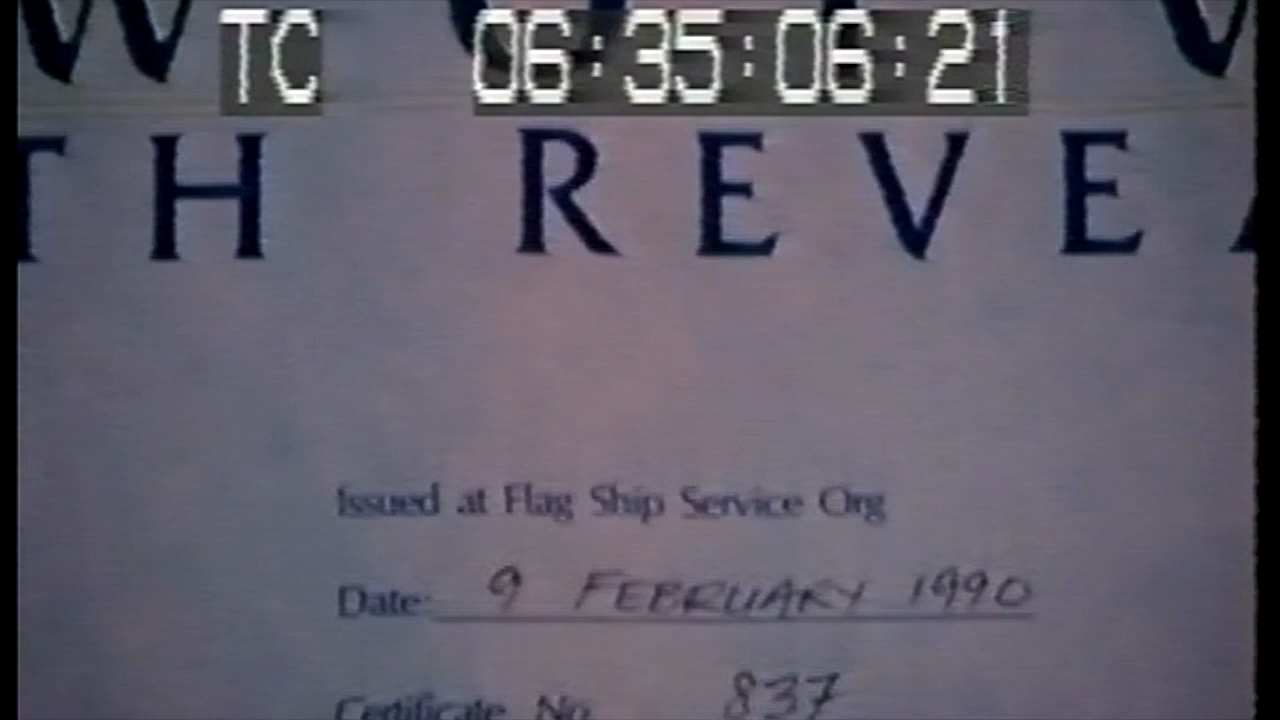 TC 06:35:06:21
TH REVEA
Issued at Flag Ship Service Org
Date: 9 FEBRUARY 1990
Certificate No 837